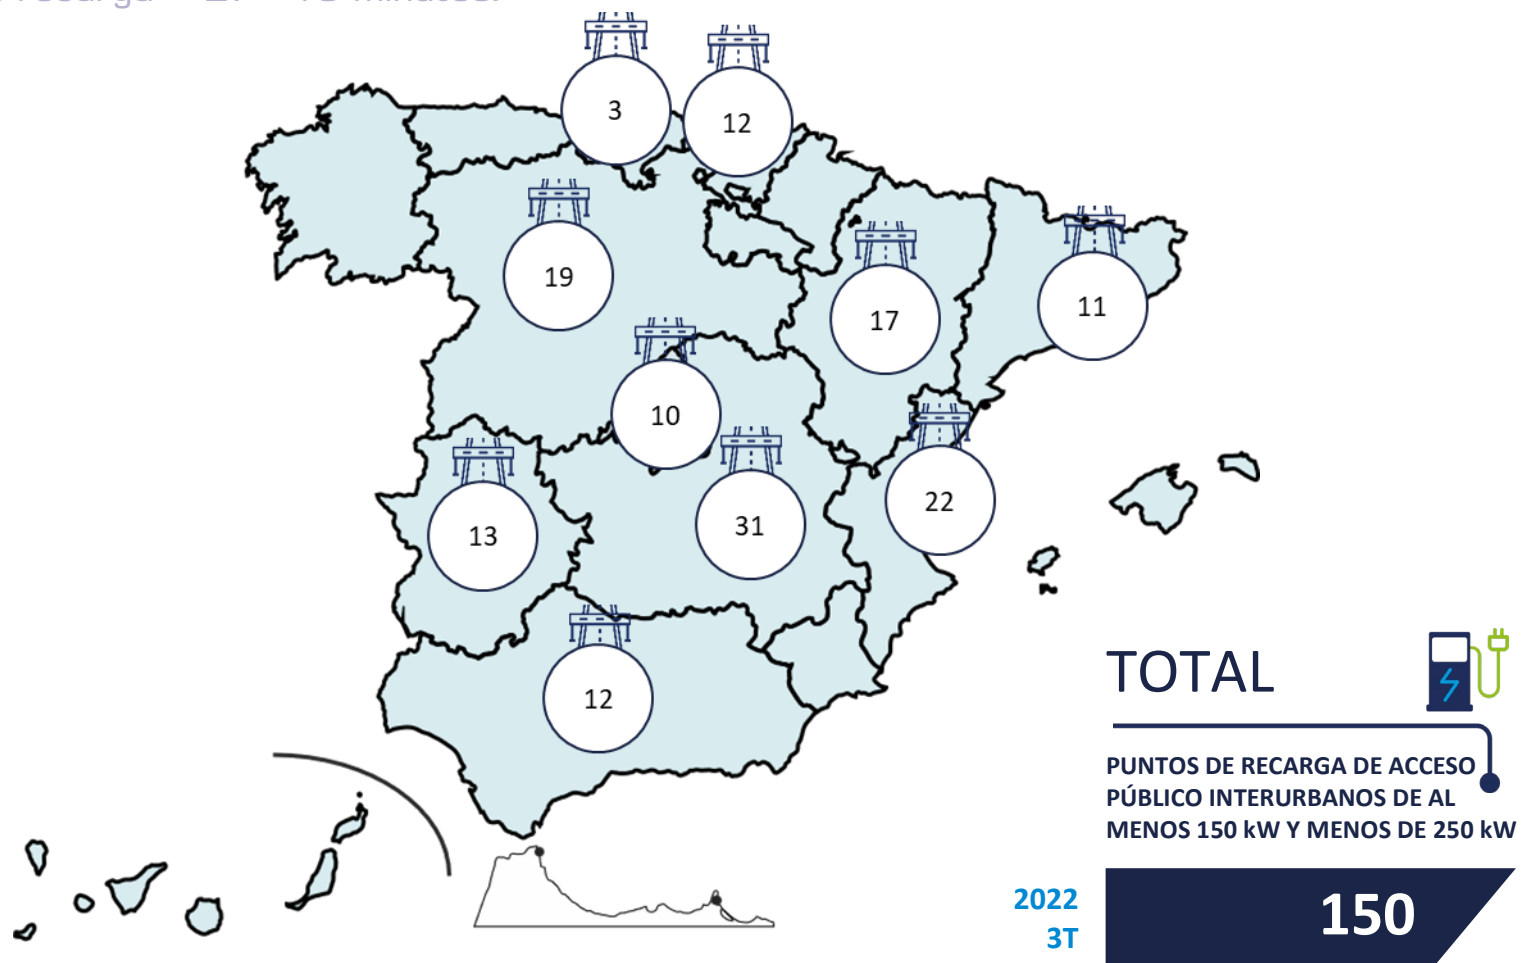 3
12
19
17
11
10
22
31
13
12
TOTAL
PUNTOS DE RECARGA DE ACCESO
PÚBLICO INTERURBANOS DE AL
MENOS 150 kW Y MENOS DE 250 kW
2022
3T
150